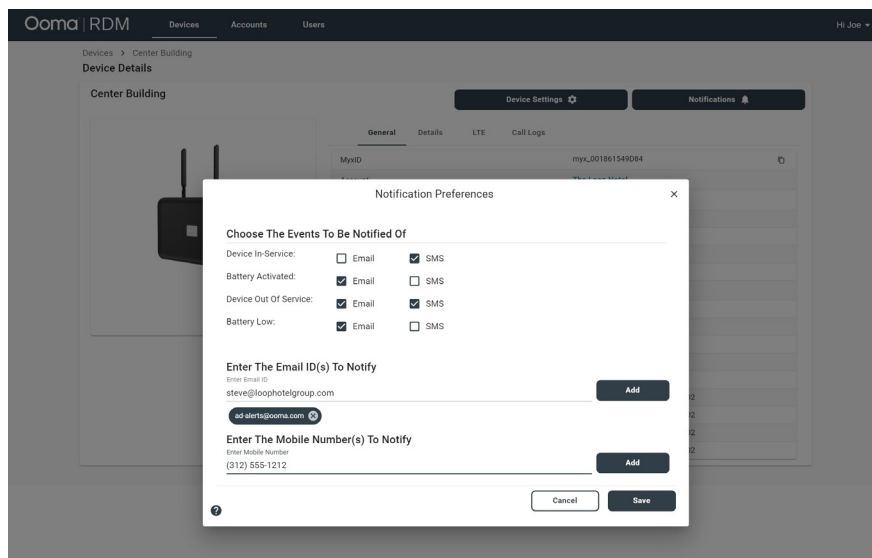 Ooma | RDM Devices Accounts Users Hi Joe
Devices > Center Building
Device Details
Center Building Device Settings Notifications
General Details LTE Call Logs
MyxID myx_001861549D84
Account The Loop Hotel
Notification Preferences
Choose The Events To Be Notified Of
Device In-Service: Email SMS
Battery Activated: Email SMS
Device Out Of Service: Email SMS
Battery Low: Email SMS
Enter The Email ID(s) To Notify
Enter Email ID
steve@loophotelgroup.com Add
ad-alerts@ooma.com
Enter The Mobile Number(s) To Notify
Enter Mobile Number
(312) 555-1212 Add
Cancel Save